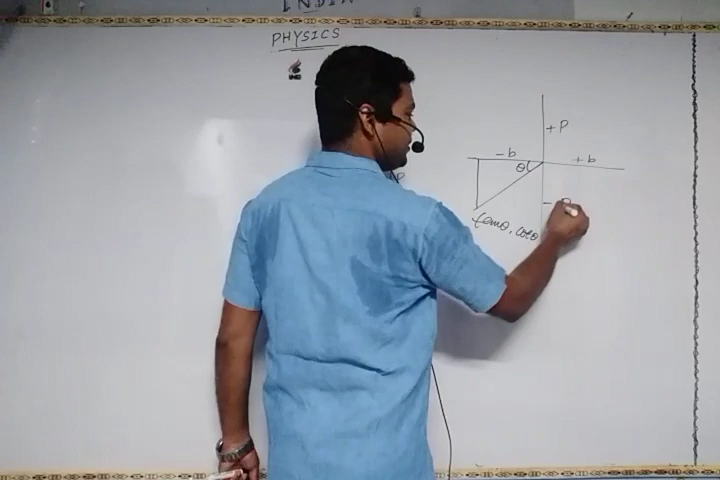 INDIA
PHYSICS
+P
-b
+b
θ
-P
(tanθ, cotθ